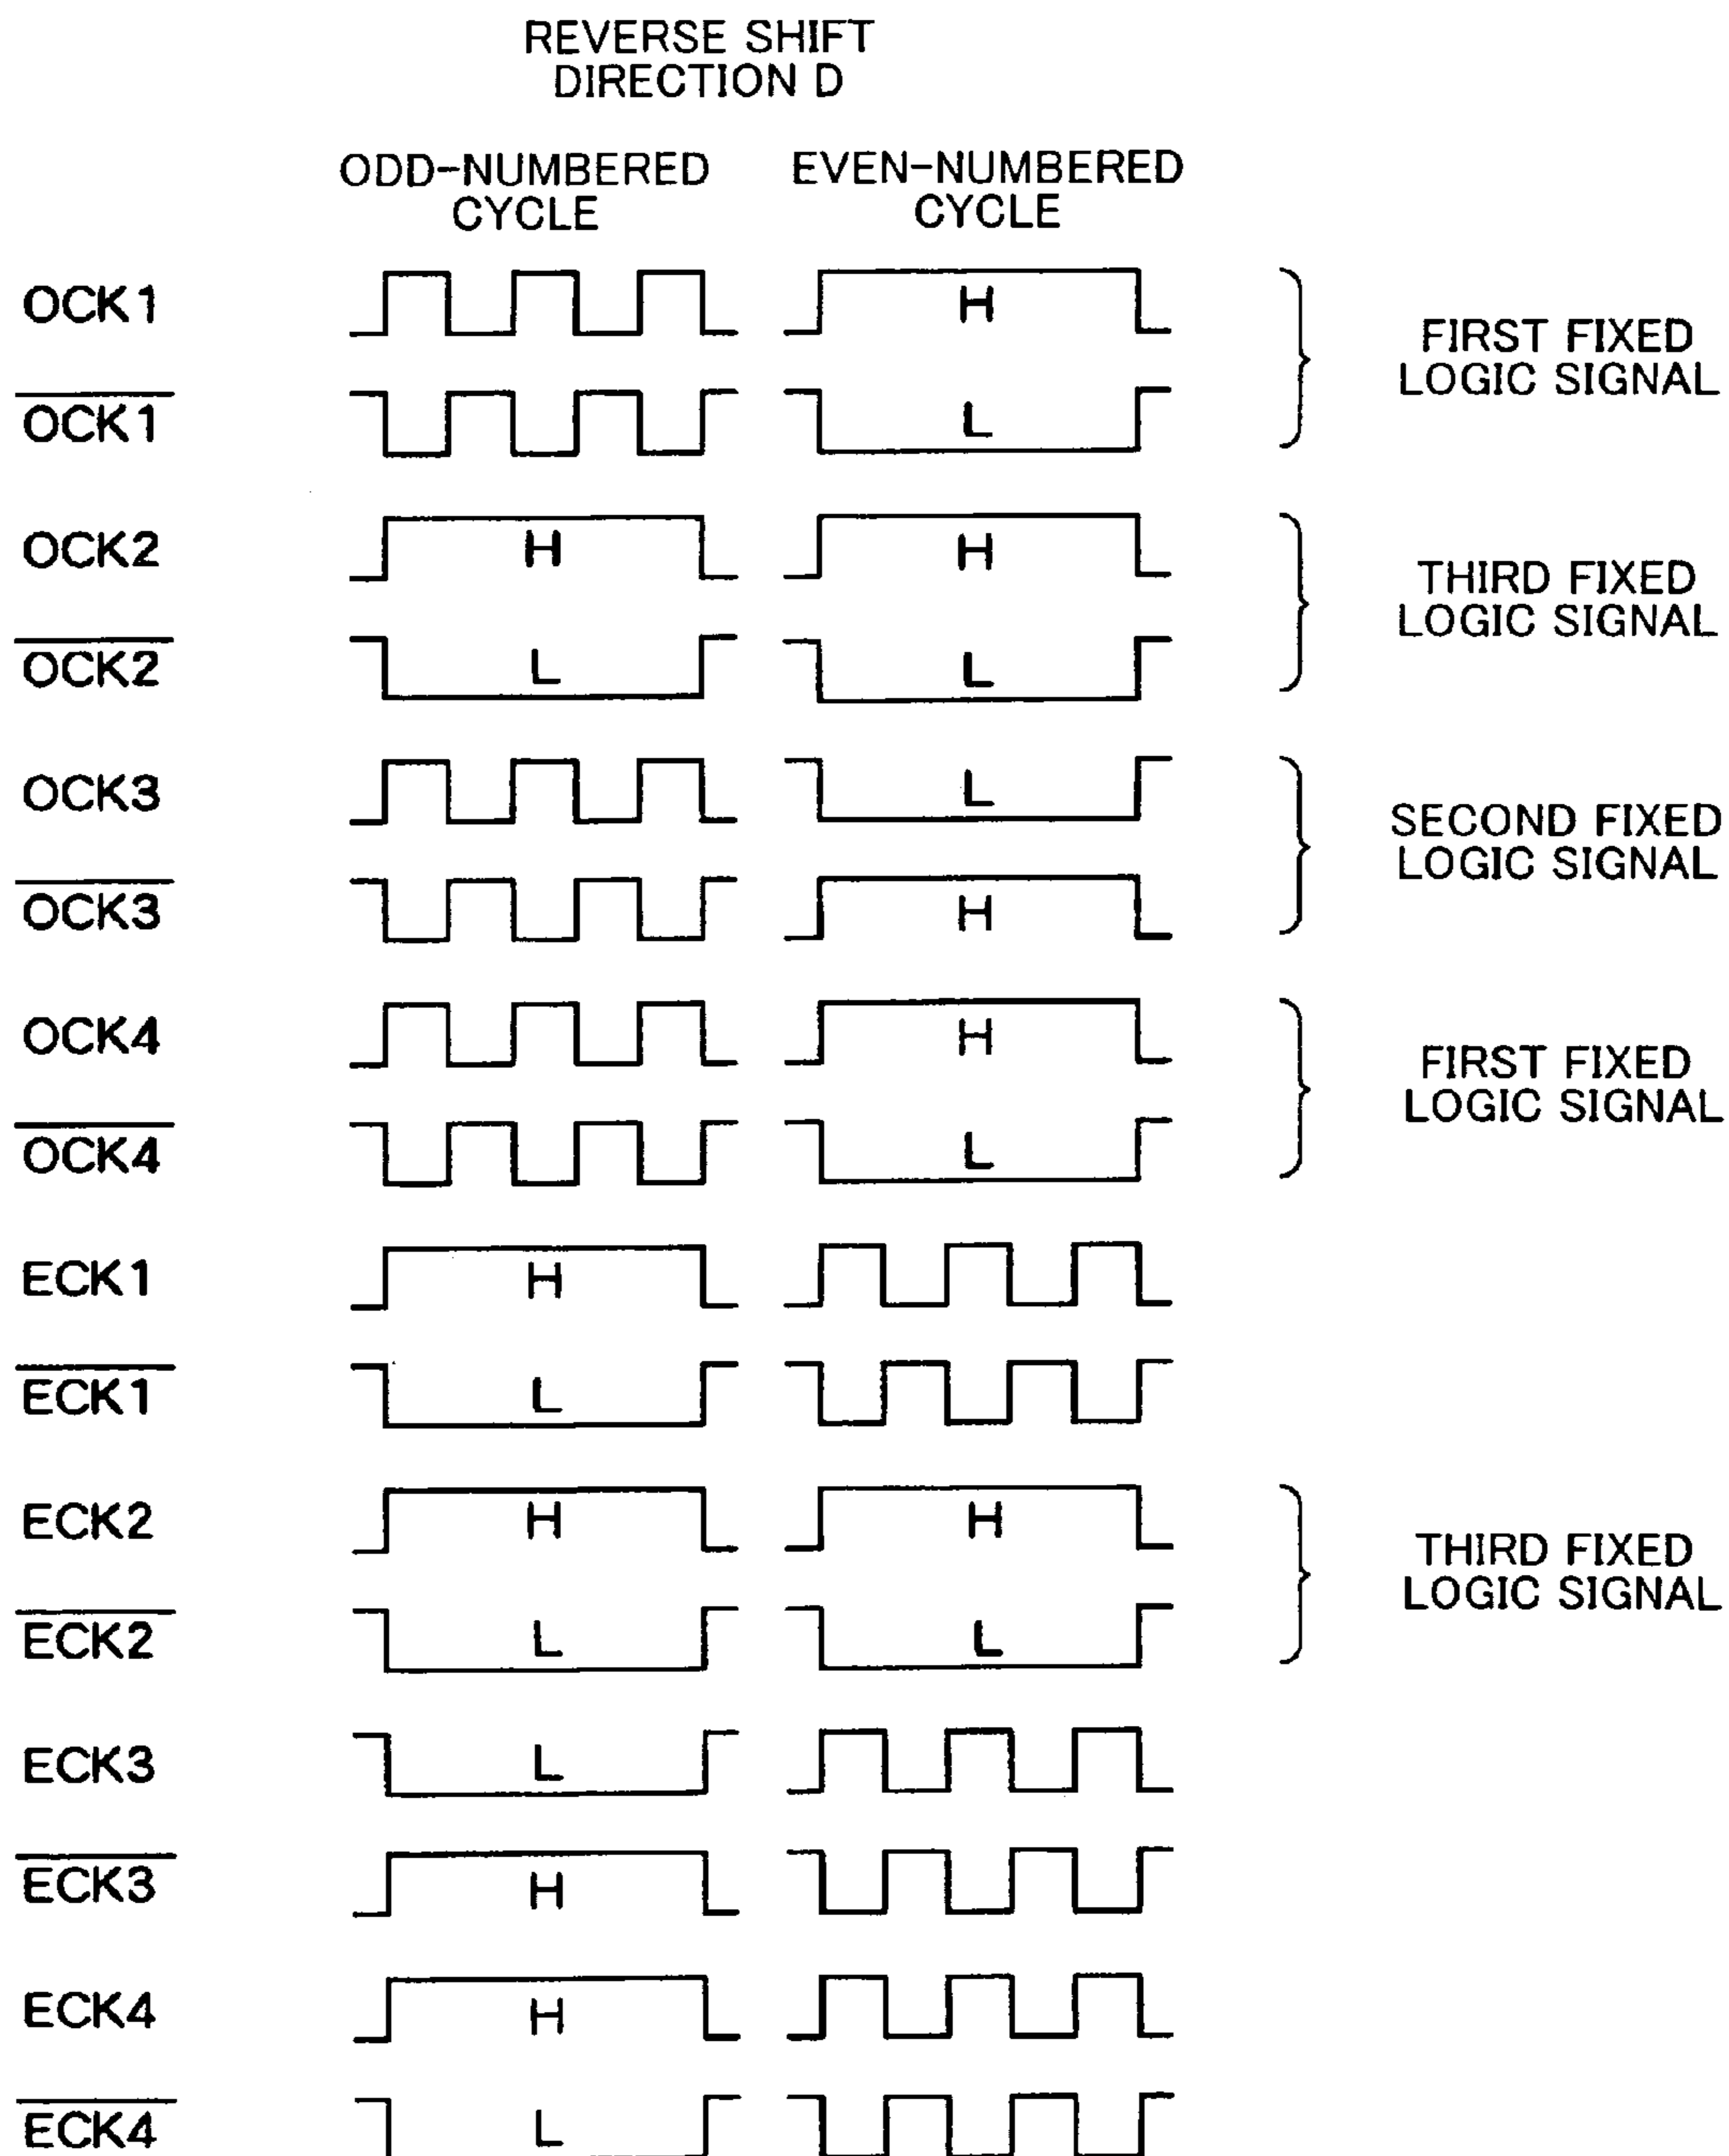 REVERSE SHIFT
DIRECTION D
ODD-NUMBERED
CYCLE
EVEN-NUMBERED
CYCLE
OCK1
H
FIRST FIXED
LOGIC SIGNAL
OCK1
L
OCK2
H
H
THIRD FIXED
LOGIC SIGNAL
OCK2
L
L
OCK3
L
SECOND FIXED
LOGIC SIGNAL
OCK3
H
OCK4
H
FIRST FIXED
LOGIC SIGNAL
OCK4
L
ECK1
H
ECK1
L
ECK2
H
H
THIRD FIXED
LOGIC SIGNAL
ECK2
L
L
ECK3
L
ECK3
H
ECK4
H
ECK4
L